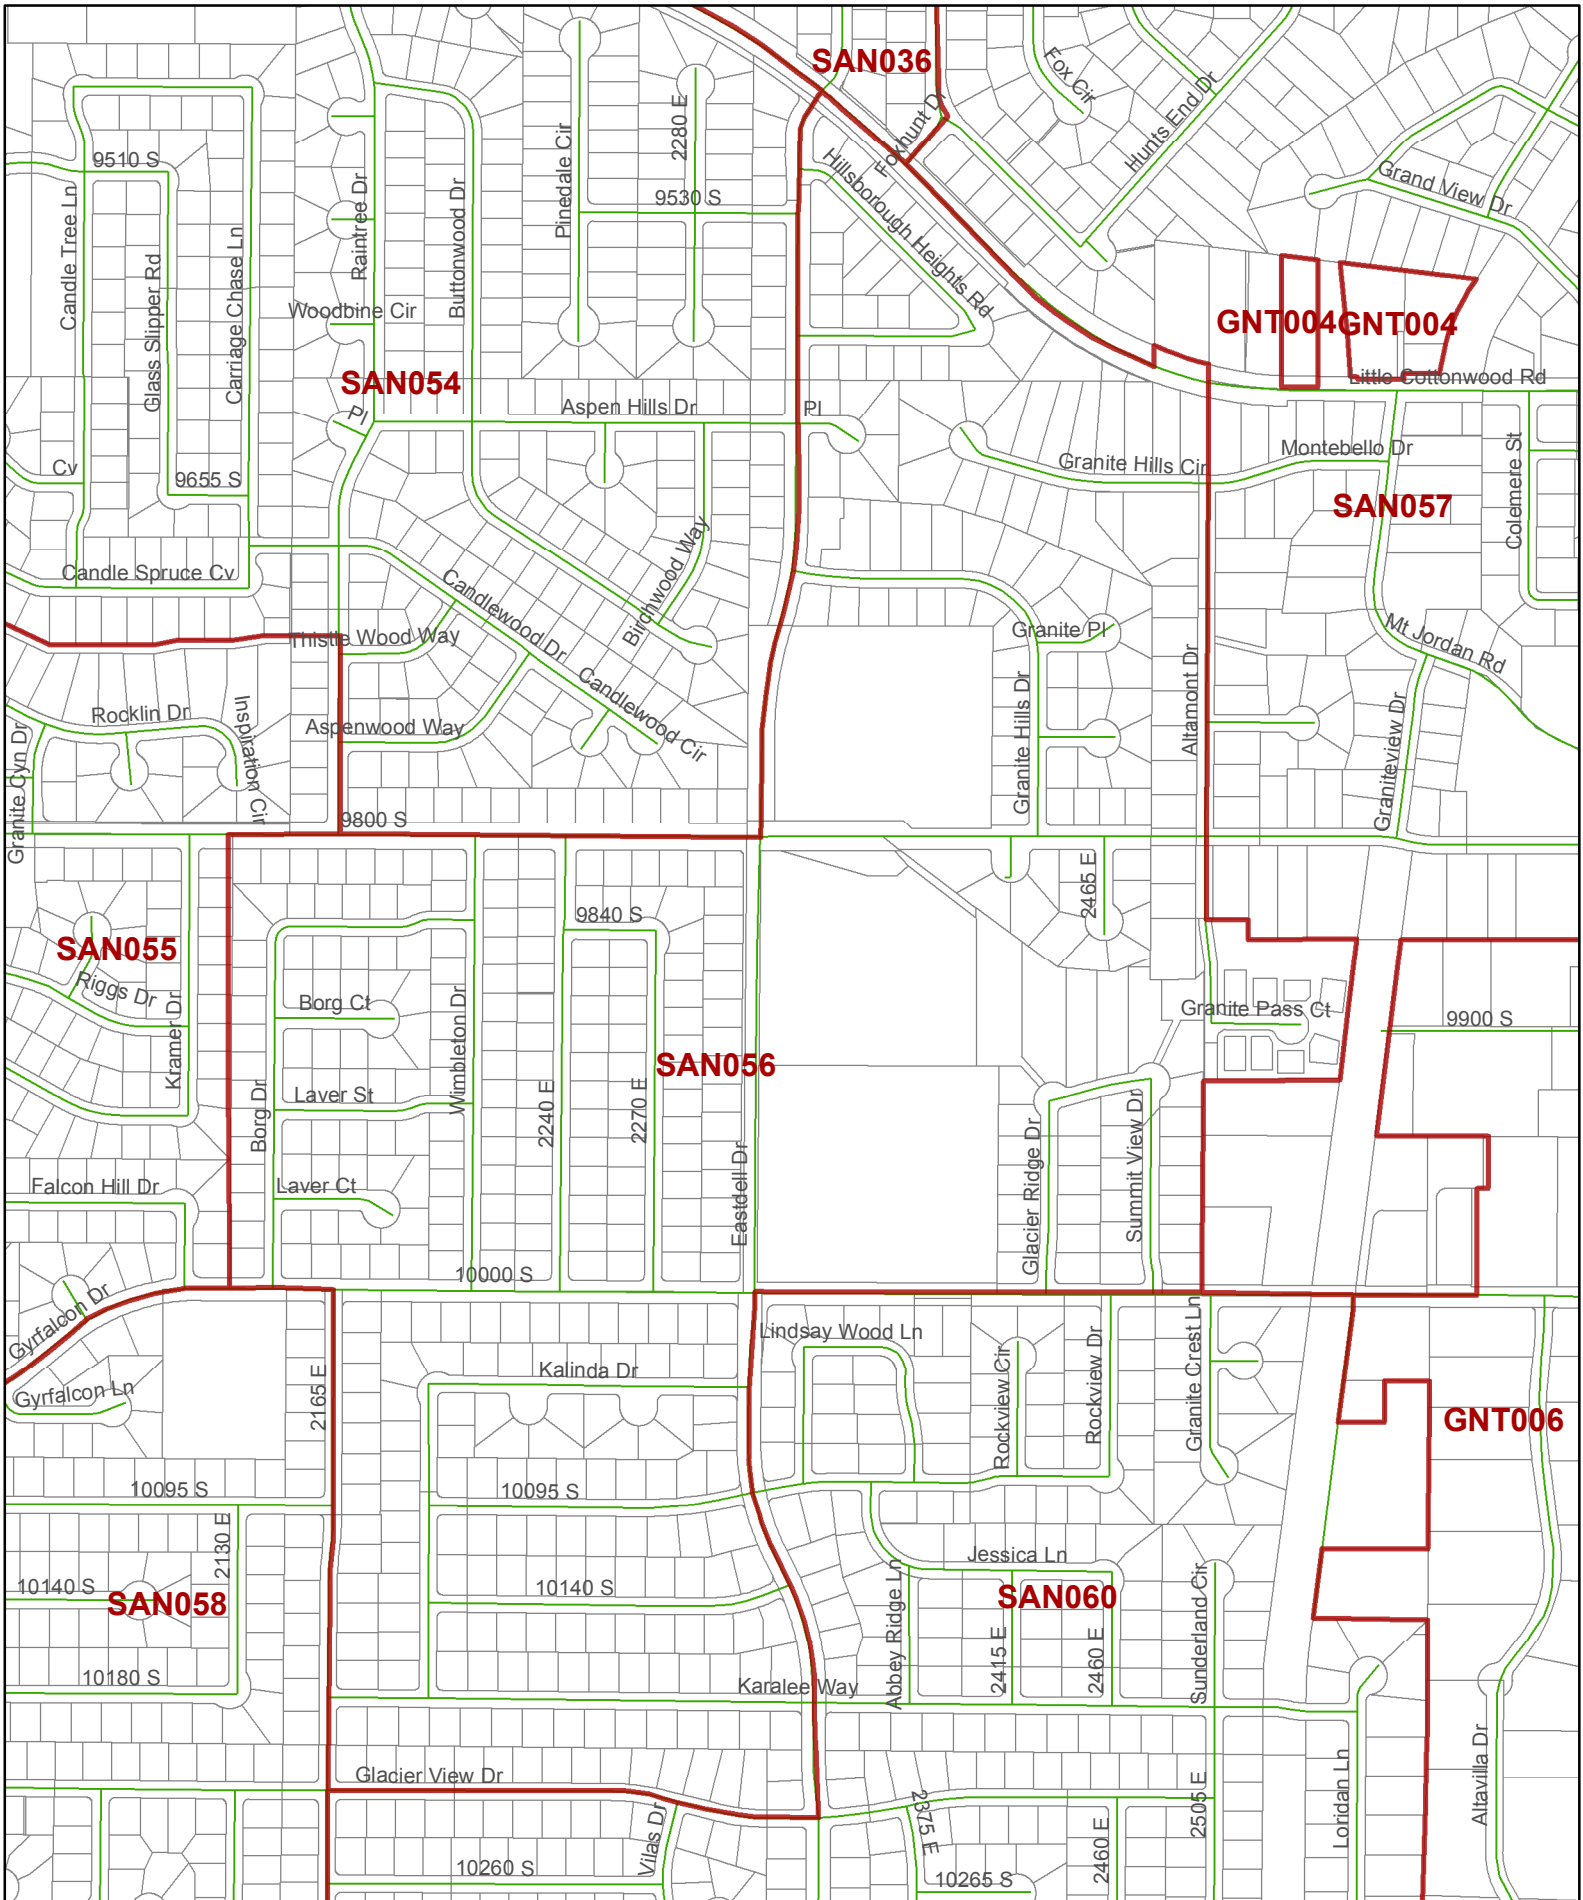 SAN036
Fox Cir
Hunts End Dr
Foxhunt Dr
2280 E
Pinedale Cir
9510 S
Hillsborough Heights Rd
Grand View Dr
9530 S
Candle Tree Ln
Raintree Dr
Buttonwood Dr
Glass Slipper Rd
Carriage Chase Ln
Woodbine Cir
GNT004
GNT004
SAN054
Little Cottonwood Rd
Pl
Aspen Hills Dr
Pl
Cv
9655 S
Granite Hills Cir
Montebello Dr
Colemere St
SAN057
Candle Spruce Cv
Candlewood Dr
Birchwood Way
Thistle Wood Way
Granite Pl
Mt Jordan Rd
Altamont Dr
Rocklin Dr
Inspiration Cir
Aspenwood Way
Candlewood Cir
Granite Hills Dr
Graniteview Dr
Granite Cyn Dr
9800 S
2465 E
9840 S
SAN055
Riggs Dr
Borg Ct
Wimbleton Dr
Granite Pass Ct
9900 S
Kramer Dr
SAN056
Borg Dr
Laver St
2240 E
2270 E
Glacier Ridge Dr
Summit View Dr
Eastdell Dr
Falcon Hill Dr
Laver Ct
10000 S
Gyrfalcon Dr
Lindsay Wood Ln
Gyrfalcon Ln
2165 E
Kalinda Dr
Rockview Cir
Rockview Dr
Granite Crest Ln
GNT006
10095 S
10095 S
2130 E
Jessica Ln
10140 S
SAN058
10140 S
SAN060
Abbey Ridge Ln
2415 E
2460 E
Sunderland Cir
10180 S
Karalee Way
Glacier View Dr
Vilas Dr
2375 E
2460 E
2505 E
Loridan Ln
Altavilla Dr
10260 S
10265 S